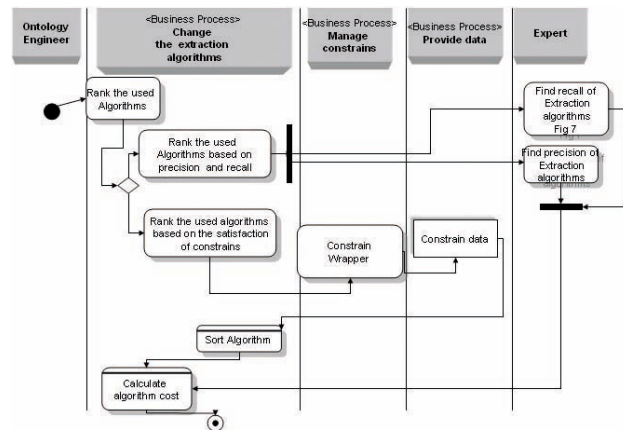 Ontology
Engineer
<Business Process>
Change
the extraction
algorithms
<Business Process>
Manage
constrains
<Business Process>
Provide data
Expert
Rank the used
Algorithms
Rank the used
Algorithms based on
precision and recall
Find recall of
Extraction
algorithms
Fig 7
Find precision of
Extraction
algorithms
Rank the used algorithms
based on the satisfaction
of constrains
Constrain
Wrapper
Constrain data
Sort Algorithm
Calculate
algorithm cost